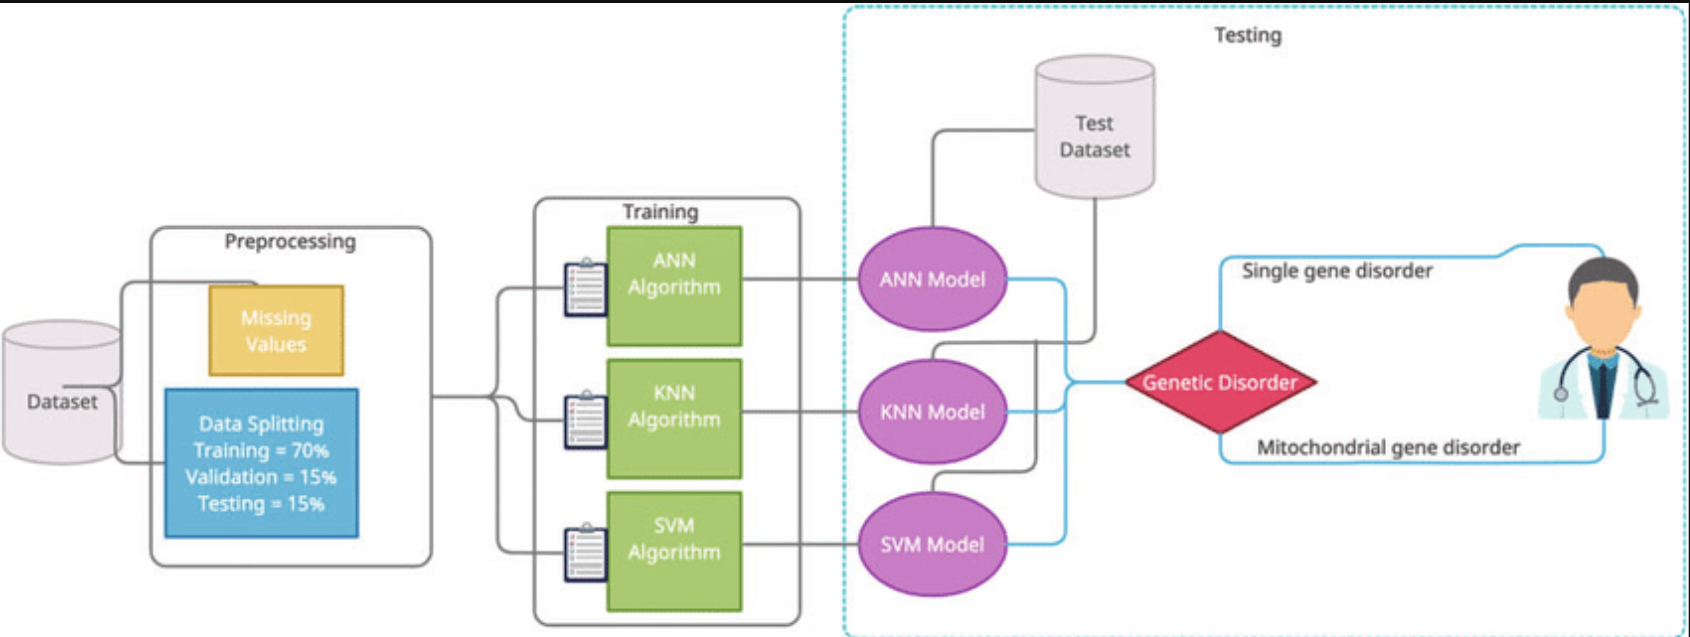 Testing
Test
Dataset
Training
Preprocessing
ANN
Algorithm
ANN Model
Single gene disorder
Missing
Values
Dataset
KNN
Algorithm
KNN Model
Genetic Disorder
Data Splitting
Training = 70%
Validation = 15%
Testing = 15%
Mitochondrial gene disorder
SVM
Algorithm
SVM Model